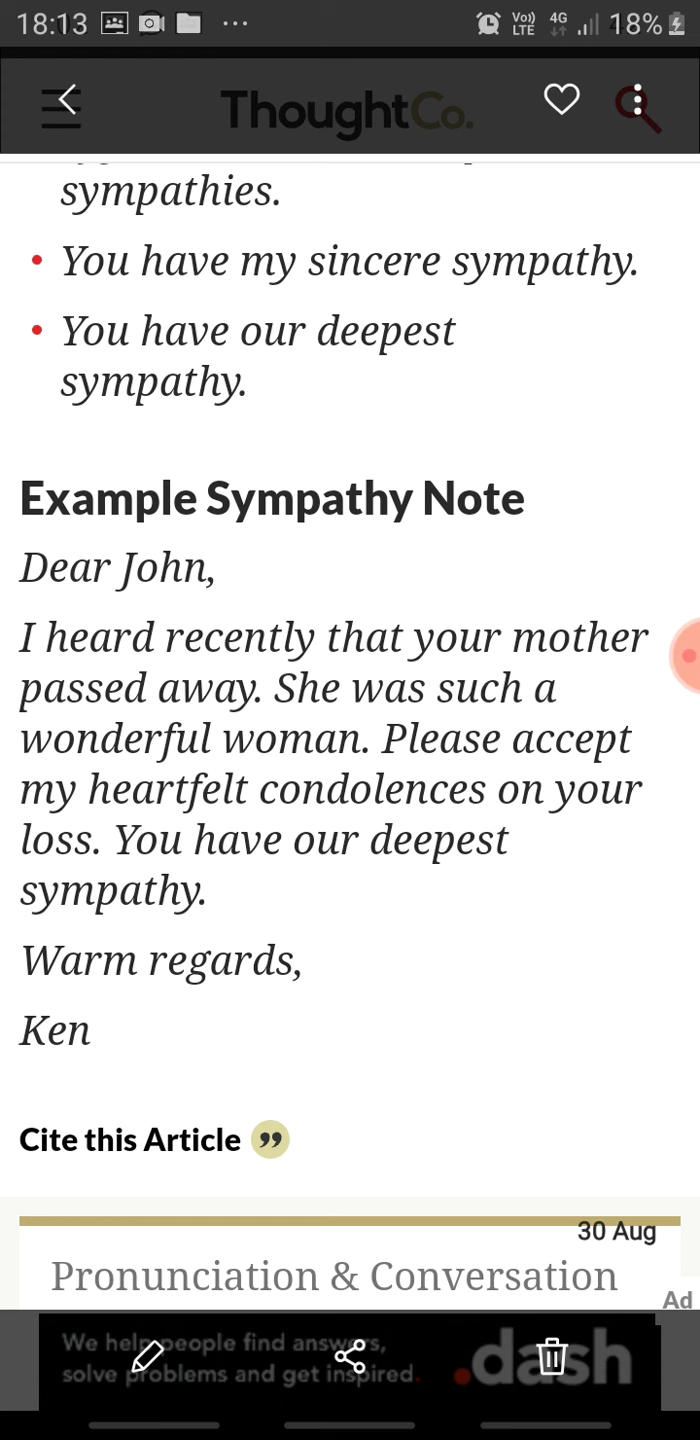 18:13
Vo))
LTE
4G
18%
ThoughtCo.
sympathies.
• You have my sincere sympathy.
• You have our deepest
sympathy.
Example Sympathy Note
Dear John,
I heard recently that your mother
passed away. She was such a
wonderful woman. Please accept
my heartfelt condolences on your
loss. You have our deepest
sympathy.
Warm regards,
Ken
Cite this Article ”
30 Aug
Pronunciation & Conversation
Ad
We help people find answers,
solve problems and get inspired.
.dash